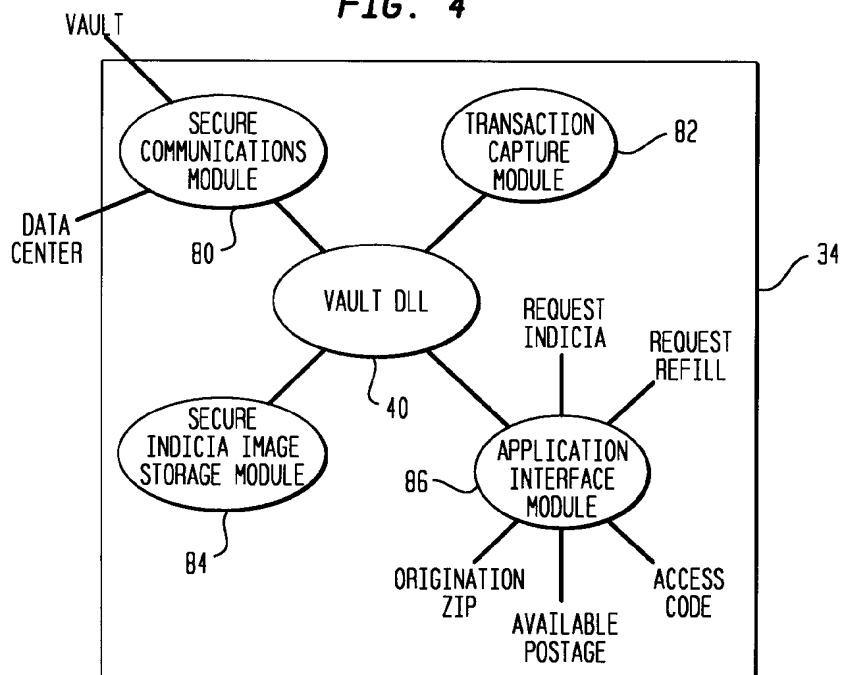 FIG. 4
VAULT
SECURE
COMMUNICATIONS
MODULE
80
TRANSACTION
CAPTURE
MODULE
82
DATA
CENTER
34
VAULT DLL
40
REQUEST
INDICIA
REQUEST
REFILL
SECURE
INDICIA IMAGE
STORAGE MODULE
84
APPLICATION
INTERFACE
MODULE
86
ORIGINATION
ZIP
AVAILABLE
POSTAGE
ACCESS
CODE